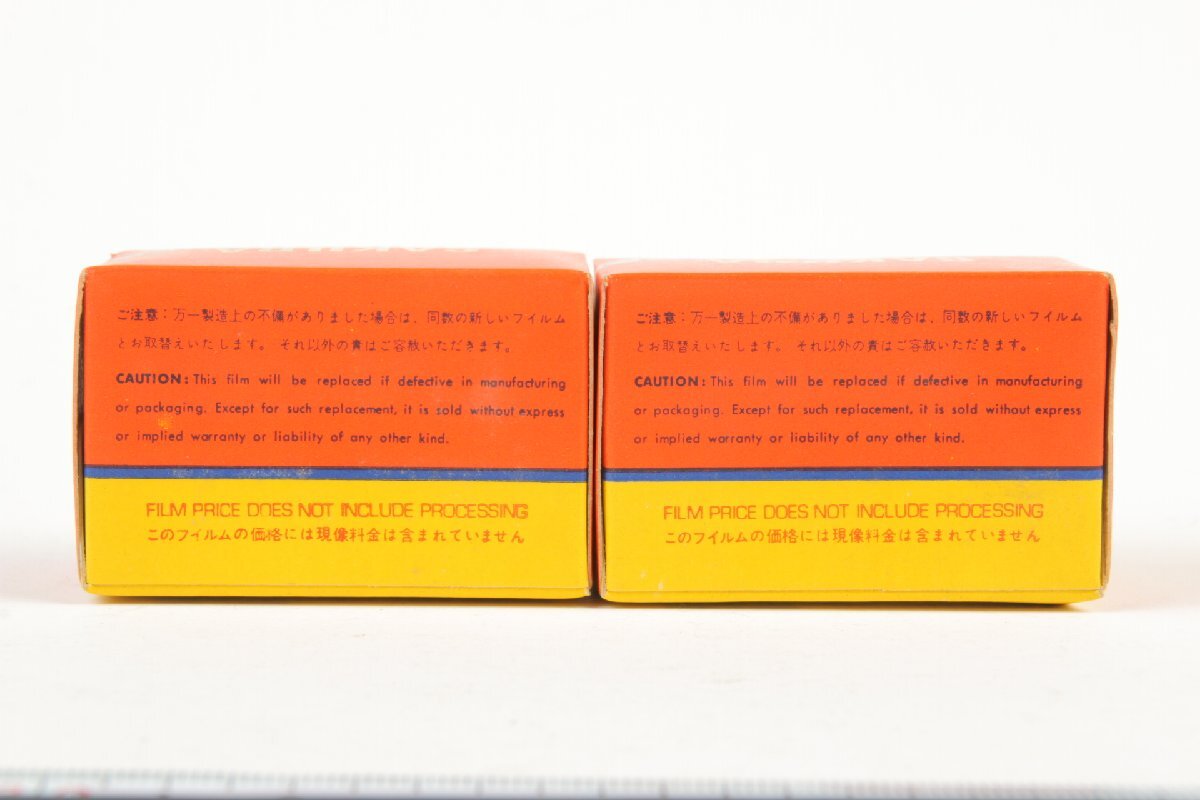 ご注意：万一製造上の不備がありました場合は、同数の新しいフイルム
とお取替えいたします。 それ以外の責はご容赦いただきます。
CAUTION: This film will be replaced if defective in manufacturing
or packaging. Except for such replacement, it is sold without express
or implied warranty or liability of any other kind.
FILM PRICE DOES NOT INCLUDE PROCESSING
このフイルムの価格には現像料金は含まれていません
ご注意：万一製造上の不備がありました場合は、同数の新しいフイルム
とお取替えいたします。 それ以外の責はご容赦いただきます。
CAUTION: This film will be replaced if defective in manufacturing
or packaging. Except for such replacement, it is sold without express
or implied warranty or liability of any other kind.
FILM PRICE DOES NOT INCLUDE PROCESSING
このフイルムの価格には現像料金は含まれていません